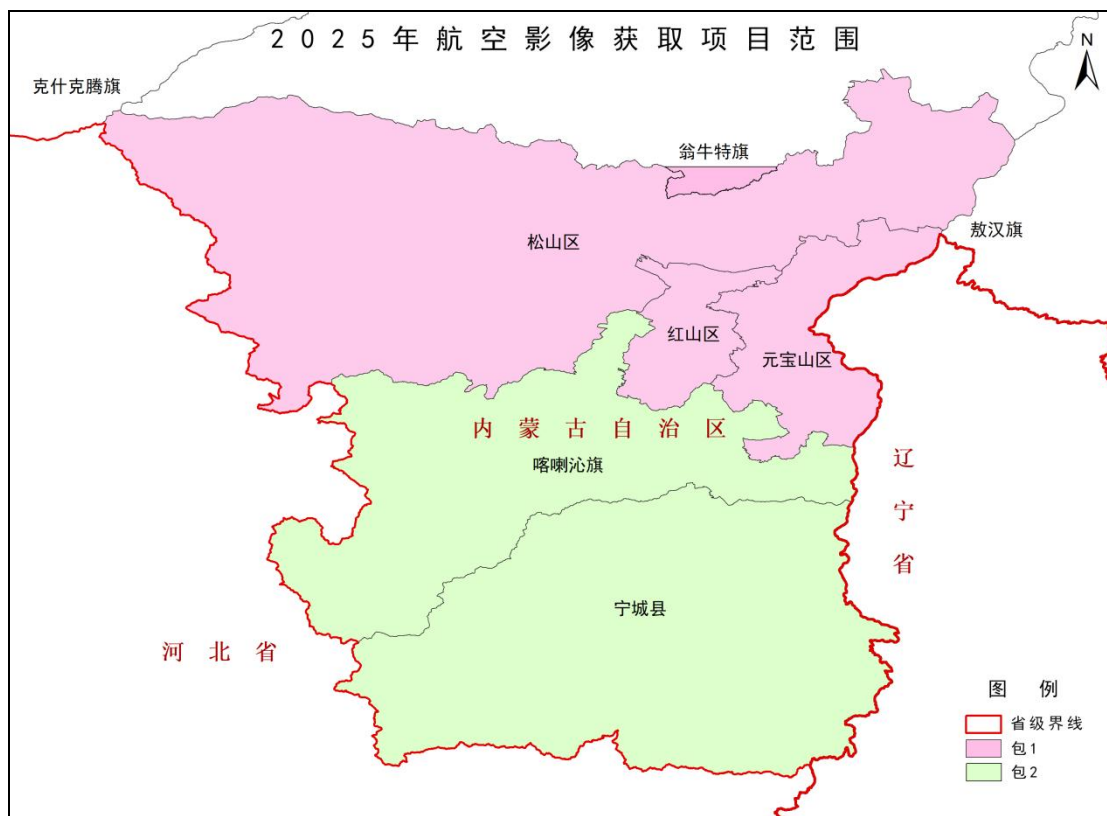 2025年航空影像获取项目范围
N
克什克腾旗
翁牛特旗
敖汉旗
松山区
红山区
元宝山区
内蒙古自治区
喀喇沁旗
辽宁省
宁城县
河北省
图例
省级界线
包1
包2